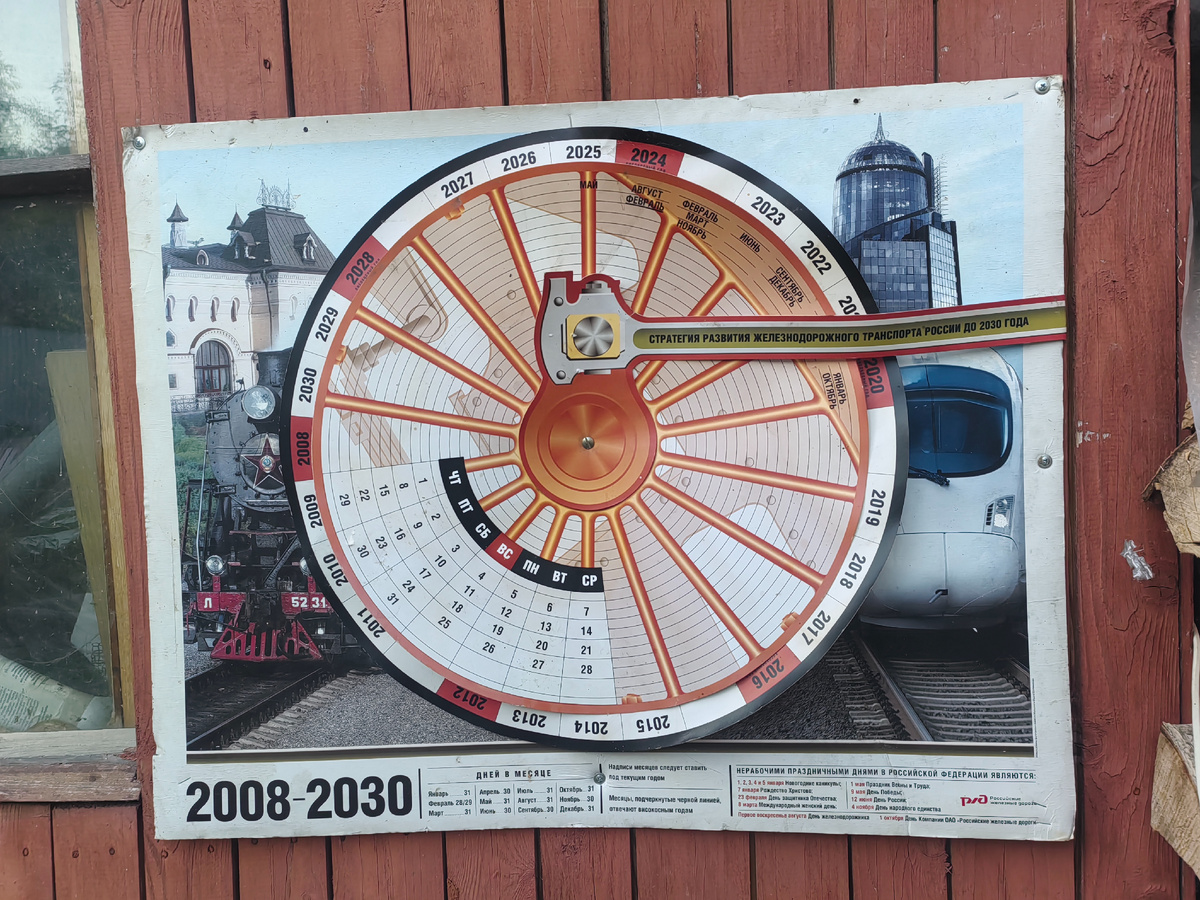 2024
2025
2026
2027
2028
2029
2030
2008
2009
2010
2011
2012
2013
2014
2015
2016
2017
2018
2019
2020
2022
2023
МАЙ
АВГУСТ
ФЕВРАЛЬ
ФЕВРАЛЬ
МАРТ
НОЯБРЬ
ИЮНЬ
СЕНТЯБРЬ
ДЕКАБРЬ
ЯНВАРЬ
ОКТЯБРЬ
СТРАТЕГИЯ РАЗВИТИЯ ЖЕЛЕЗНОДОРОЖНОГО ТРАНСПОРТА РОССИИ ДО 2030 ГОДА
ЧТ ПТ СБ ВС ПН ВТ СР
1 2 3 4 5 6 7
8 9 10 11 12 13 14
15 16 17 18 19 20 21
22 23 24 25 26 27 28
29 30 31
Л 52 31
2008-2030
ДНЕЙ В МЕСЯЦЕ
Январь 31 Апрель 30 Июль 31 Октябрь 31
Февраль 28/29 Май 31 Август 31 Ноябрь 30
Март 31 Июнь 30 Сентябрь 30 Декабрь 31
Надписи месяцев следует ставить
под текущим годом
Месяцы, подчеркнутые черной линией,
отвечают високосным годом
НЕРАБОЧИМИ ПРАЗДНИЧНЫМИ ДНЯМИ В РОССИЙСКОЙ ФЕДЕРАЦИИ ЯВЛЯЮТСЯ:
1, 2, 3, 4 и 5 января Новогодние каникулы;
7 января Рождество Христово;
23 февраля День защитника Отечества;
8 марта Международный женский день;
1 мая Праздник Весны и Труда;
9 мая День Победы;
12 июня День России;
4 ноября День народного единства
Первое воскресенье августа День железнодорожника
1 октября День Компании ОАО «Российские железные дороги»
РЖД Российские
железные дороги